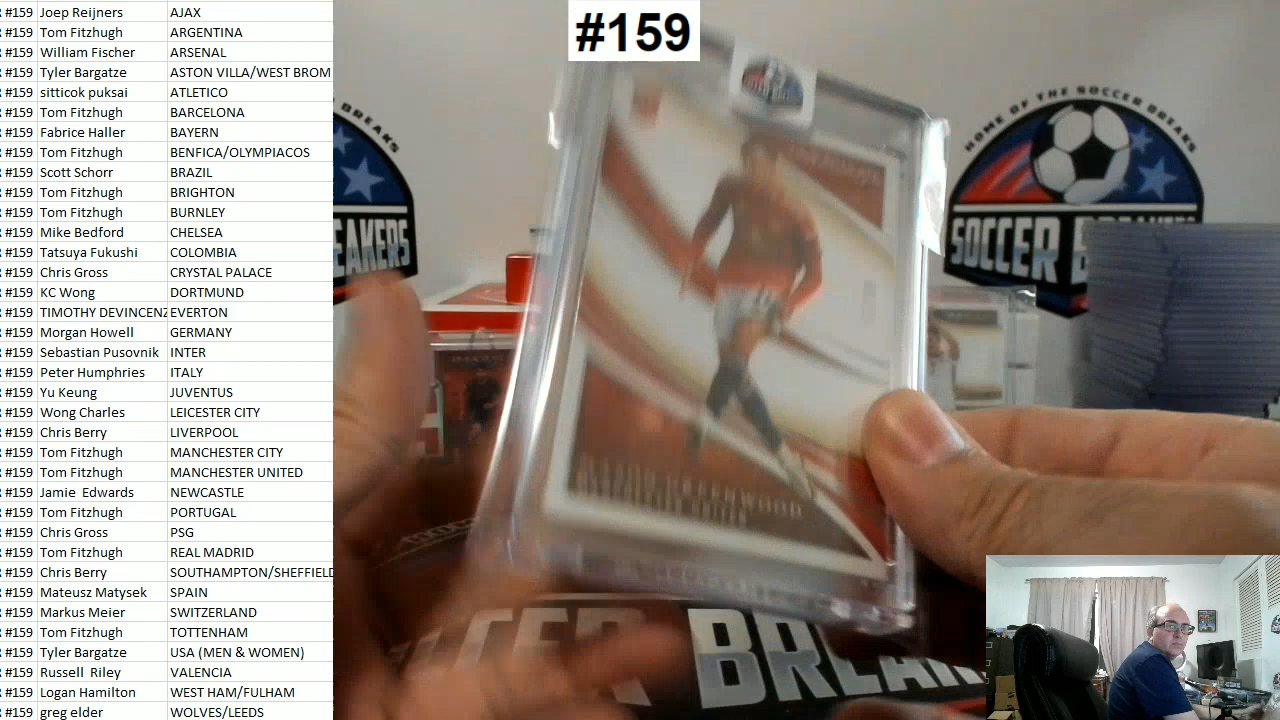 #159 Joep Reijners AJAX
#159 Tom Fitzhugh ARGENTINA
#159 William Fischer ARSENAL
#159 Tyler Bargatze ASTON VILLA/WEST BROM
#159 sitticok puksai ATLETICO
#159 Tom Fitzhugh BARCELONA
#159 Fabrice Haller BAYERN
#159 Tom Fitzhugh BENFICA/OLYMPIACOS
#159 Scott Schorr BRAZIL
#159 Tom Fitzhugh BRIGHTON
#159 Tom Fitzhugh BURNLEY
#159 Mike Bedford CHELSEA
#159 Tatsuya Fukushi COLOMBIA
#159 Chris Gross CRYSTAL PALACE
#159 KC Wong DORTMUND
#159 TIMOTHY DEVINCENZ EVERTON
#159 Morgan Howell GERMANY
#159 Sebastian Pusovnik INTER
#159 Peter Humphries ITALY
#159 Yu Keung JUVENTUS
#159 Wong Charles LEICESTER CITY
#159 Chris Berry LIVERPOOL
#159 Tom Fitzhugh MANCHESTER CITY
#159 Tom Fitzhugh MANCHESTER UNITED
#159 Jamie Edwards NEWCASTLE
#159 Tom Fitzhugh PORTUGAL
#159 Chris Gross PSG
#159 Tom Fitzhugh REAL MADRID
#159 Chris Berry SOUTHAMPTON/SHEFFIELD
#159 Mateusz Matysek SPAIN
#159 Markus Meier SWITZERLAND
#159 Tom Fitzhugh TOTTENHAM
#159 Tyler Bargatze USA (MEN & WOMEN)
#159 Russell Riley VALENCIA
#159 Logan Hamilton WEST HAM/FULHAM
#159 greg elder WOLVES/LEEDS
#159
BREAKS
EAKERS
HOME OF THE SOCCER BREAKS
SOCCER B
GREENWOOD
MANCHESTER UNITED
CCER BREAK